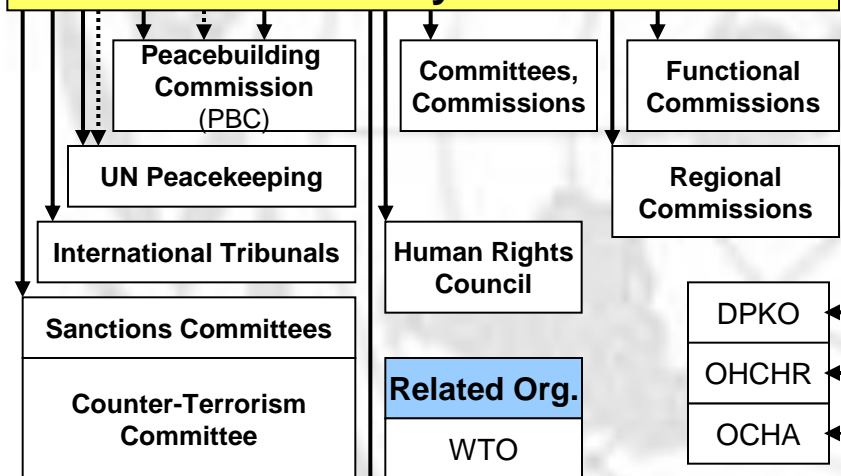 Peacebuilding
Commission
(PBC)
Committees,
Commissions
Functional
Commissions
UN Peacekeeping
Regional
Commissions
International Tribunals
Human Rights
Council
Sanctions Committees
DPKO
Counter-Terrorism
Committee
Related Org.
OHCHR
WTO
OCHA